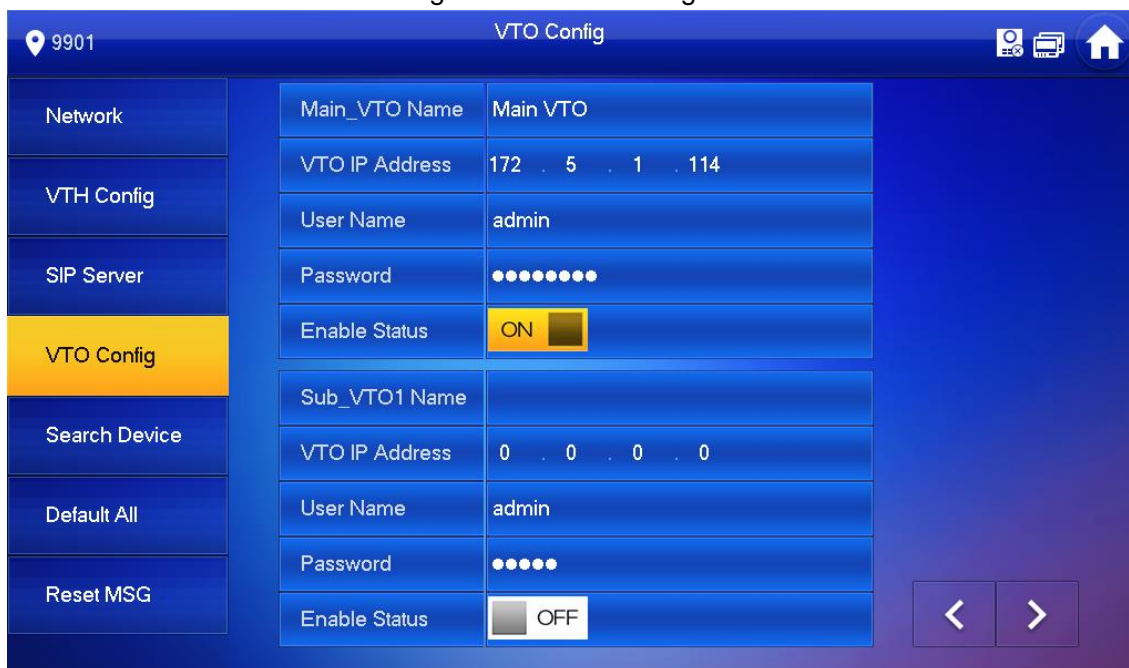 9901
VTO Config
Network
VTH Config
SIP Server
VTO Config
Search Device
Default All
Reset MSG
Main_VTO Name Main VTO
VTO IP Address 172 . 5 . 1 . 114
User Name admin
Password ●●●●●●●●
Enable Status ON
Sub_VTO1 Name
VTO IP Address 0 . 0 . 0 . 0
User Name admin
Password ●●●●●
Enable Status OFF